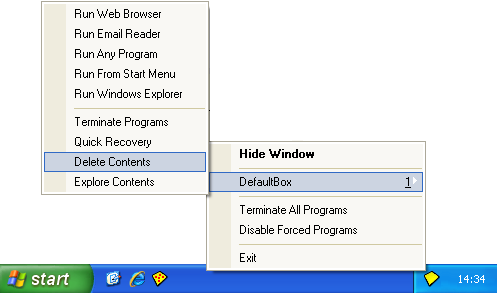 Run Web Browser
Run Email Reader
Run Any Program
Run From Start Menu
Run Windows Explorer
Terminate Programs
Quick Recovery
Delete Contents
Explore Contents
Hide Window
DefaultBox 1
Terminate All Programs
Disable Forced Programs
Exit
start
14:34